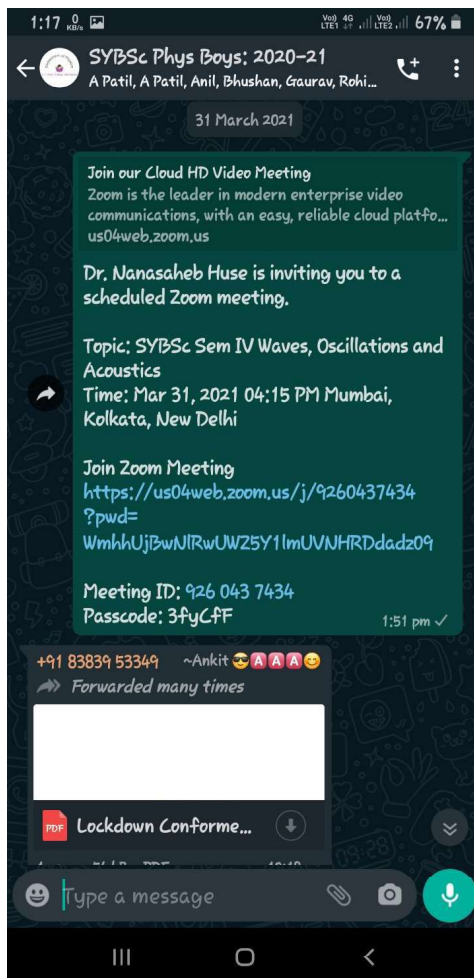 1:17 0 KB/s Vo)) LTE1 4G LTE2 67%
SYBSc Phys Boys: 2020-21
A Patil, A Patil, Anil, Bhushan, Gaurav, Rohi...
31 March 2021
Join our Cloud HD Video Meeting
Zoom is the leader in modern enterprise video
communications, with an easy, reliable cloud platfo...
us04web.zoom.us
Dr. Nanasaheb Huse is inviting you to a
scheduled Zoom meeting.
Topic: SYBSc Sem IV Waves, Oscillations and
Acoustics
Time: Mar 31, 2021 04:15 PM Mumbai,
Kolkata, New Delhi
Join Zoom Meeting
https://us04web.zoom.us/j/9260437434
?pwd=
WmhhUjBwNlRwUWZ5Y1lmUVNHRDdadz09
Meeting ID: 926 043 7434
Passcode: 3fyCfF
1:51 pm
+91 83839 53349 ~Ankit 😎🅰🅰🅰😊
Forwarded many times
PDF Lockdown Conforme...
Type a message